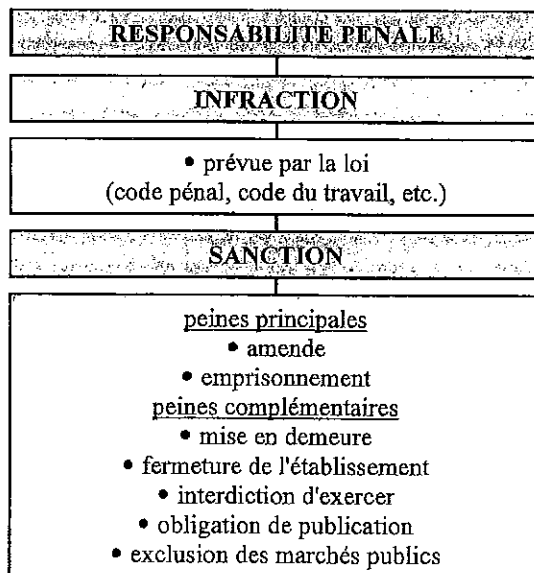 RESPONSABILITE PENALE
INFRACTION
• prévue par la loi
(code pénal, code du travail, etc.)
SANCTION
peines principales
• amende
• emprisonnement
peines complémentaires
• mise en demeure
• fermeture de l'établissement
• interdiction d'exercer
• obligation de publication
• exclusion des marchés publics